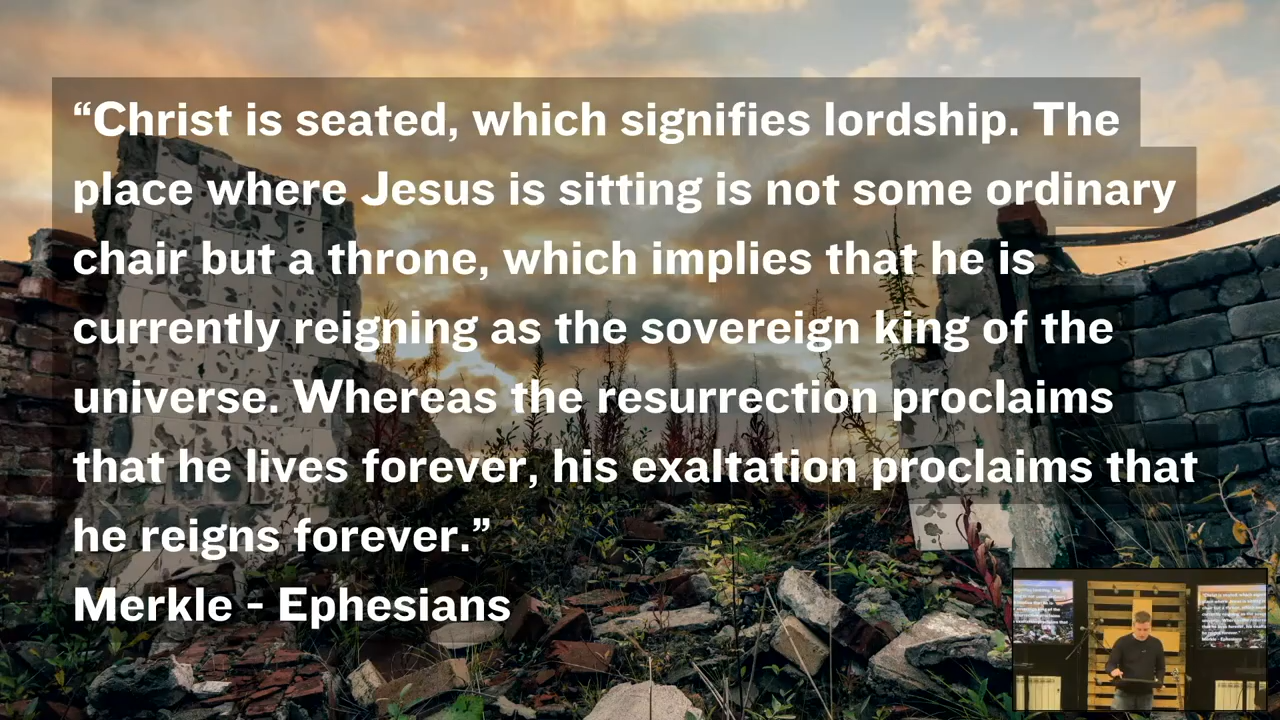 “Christ is seated, which signifies lordship. The
place where Jesus is sitting is not some ordinary
chair but a throne, which implies that he is
currently reigning as the sovereign king of the
universe. Whereas the resurrection proclaims
that he lives forever, his exaltation proclaims that
he reigns forever.”
Merkle - Ephesians